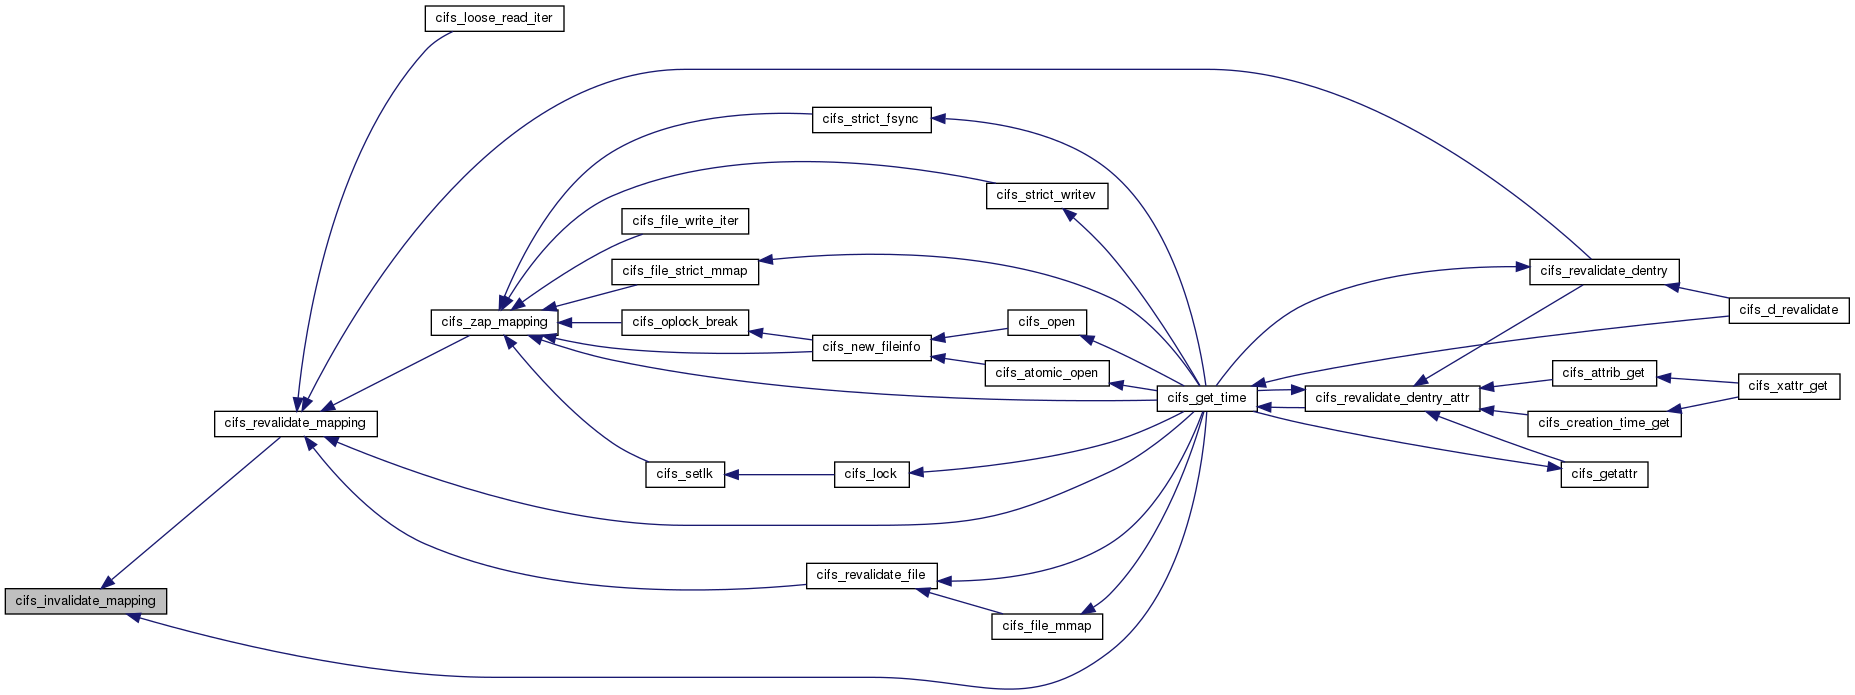 cifs_loose_read_iter
cifs_strict_fsync
cifs_strict_writev
cifs_file_write_iter
cifs_file_strict_mmap
cifs_revalidate_dentry
cifs_d_revalidate
cifs_zap_mapping
cifs_oplock_break
cifs_open
cifs_new_fileinfo
cifs_atomic_open
cifs_attrib_get
cifs_xattr_get
cifs_get_time
cifs_revalidate_dentry_attr
cifs_revalidate_mapping
cifs_creation_time_get
cifs_setlk
cifs_lock
cifs_getattr
cifs_revalidate_file
cifs_invalidate_mapping
cifs_file_mmap